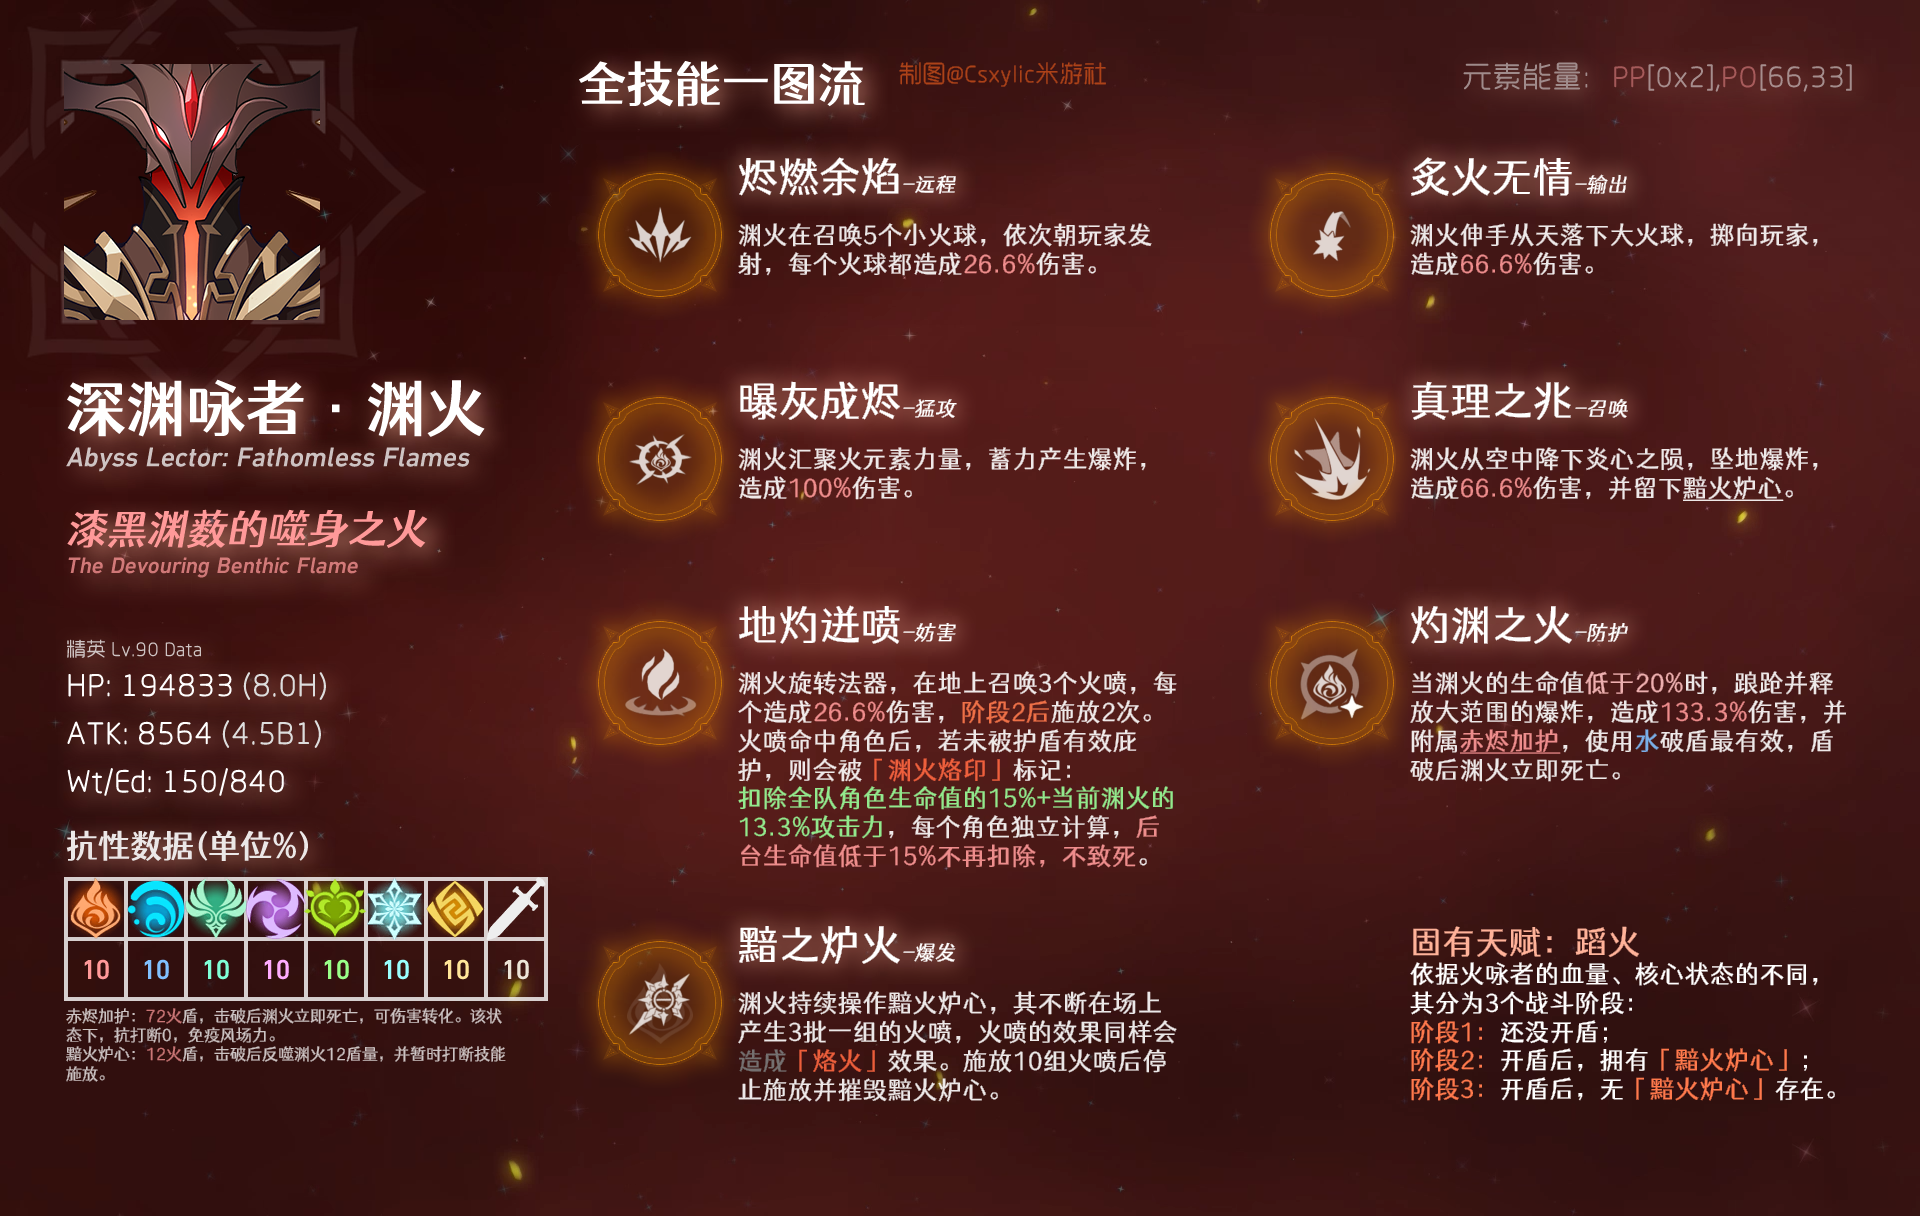 全技能一图流
制图@Csxylic米游社
元素能量：PP[0x2],PO[66,33]
深渊咏者·渊火
Abyss Lector: Fathomless Flames
漆黑渊薮的噬身之火
The Devouring Benthic Flame
精英 Lv.90 Data
HP: 194833 (8.0H)
ATK: 8564 (4.5B1)
Wt/Ed: 150/840
抗性数据(单位%)
10 10 10 10 10 10 10 10
赤烬加护：72火盾，击破后渊火立即死亡，可伤害转化。该状
态下，抗打断0，免疫风场力。
黯火炉心：12火盾，击破后反噬渊火12盾量，并暂时打断技能
施放。
烬燃余焰-远程
渊火在召唤5个小火球，依次朝玩家发
射，每个火球都造成26.6%伤害。
炙火无情-输出
渊火伸手从天落下大火球，掷向玩家，
造成66.6%伤害。
曝灰成烬-猛攻
渊火汇聚火元素力量，蓄力产生爆炸，
造成100%伤害。
真理之兆-召唤
渊火从空中降下炎心之陨，坠地爆炸，
造成66.6%伤害，并留下黯火炉心。
地灼迸喷-妨害
渊火旋转法器，在地上召唤3个火喷，每
个造成26.6%伤害，阶段2后施放2次。
火喷命中角色后，若未被护盾有效庇
护，则会被「渊火烙印」标记：
扣除全队角色生命值的15%+当前渊火的
13.3%攻击力，每个角色独立计算，后
台生命值低于15%不再扣除，不致死。
灼渊之火-防护
当渊火的生命值低于20%时，踉跄并释
放大范围的爆炸，造成133.3%伤害，并
附属赤烬加护，使用水破盾最有效，盾
破后渊火立即死亡。
黯之炉火-爆发
渊火持续操作黯火炉心，其不断在场上
产生3批一组的火喷，火喷的效果同样会
造成「烙火」效果。施放10组火喷后停
止施放并摧毁黯火炉心。
固有天赋：蹈火
依据火咏者的血量、核心状态的不同，
其分为3个战斗阶段：
阶段1：还没开盾；
阶段2：开盾后，拥有「黯火炉心」；
阶段3：开盾后，无「黯火炉心」存在。